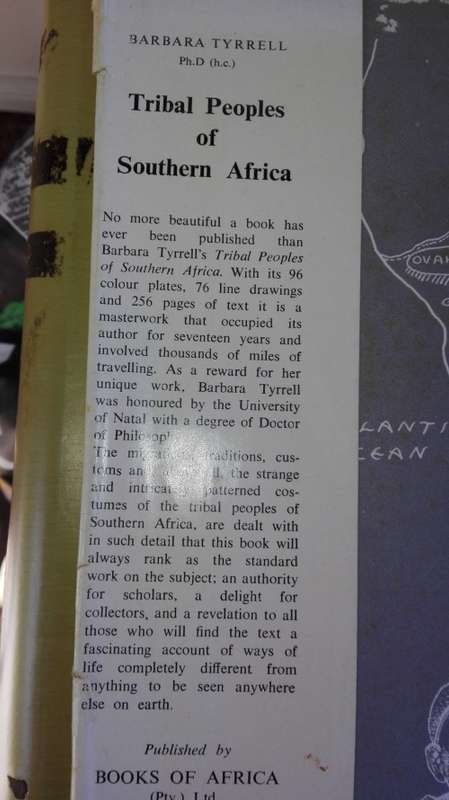 BARBARA TYRRELL
Ph.D (h.c.)
Tribal Peoples
of
Southern Africa
No more beautiful a book has
ever been published than
Barbara Tyrrell's Tribal Peoples
of Southern Africa. With its 96
colour plates, 76 line drawings
and 256 pages of text it is a
masterwork that occupied its
author for seventeen years and
involved thousands of miles of
travelling. As a reward for her
unique work, Barbara Tyrrell
was honoured by the University
of Natal with a degree of Doctor
of
The traditions, cus-
toms the strange
and patterned cos-
tumes of the tribal peoples of
Southern Africa, are dealt with
in such detail that this book will
always rank as the standard
work on the subject; an authority
for scholars, a delight for
collectors, and a revelation to all
those who will find the text a
fascinating account of ways of
life completely different from
anything to be seen anywhere
else on earth.
Published by
BOOKS OF AFRICA
(Pty.) Ltd
OVA
LANTI
CEAN